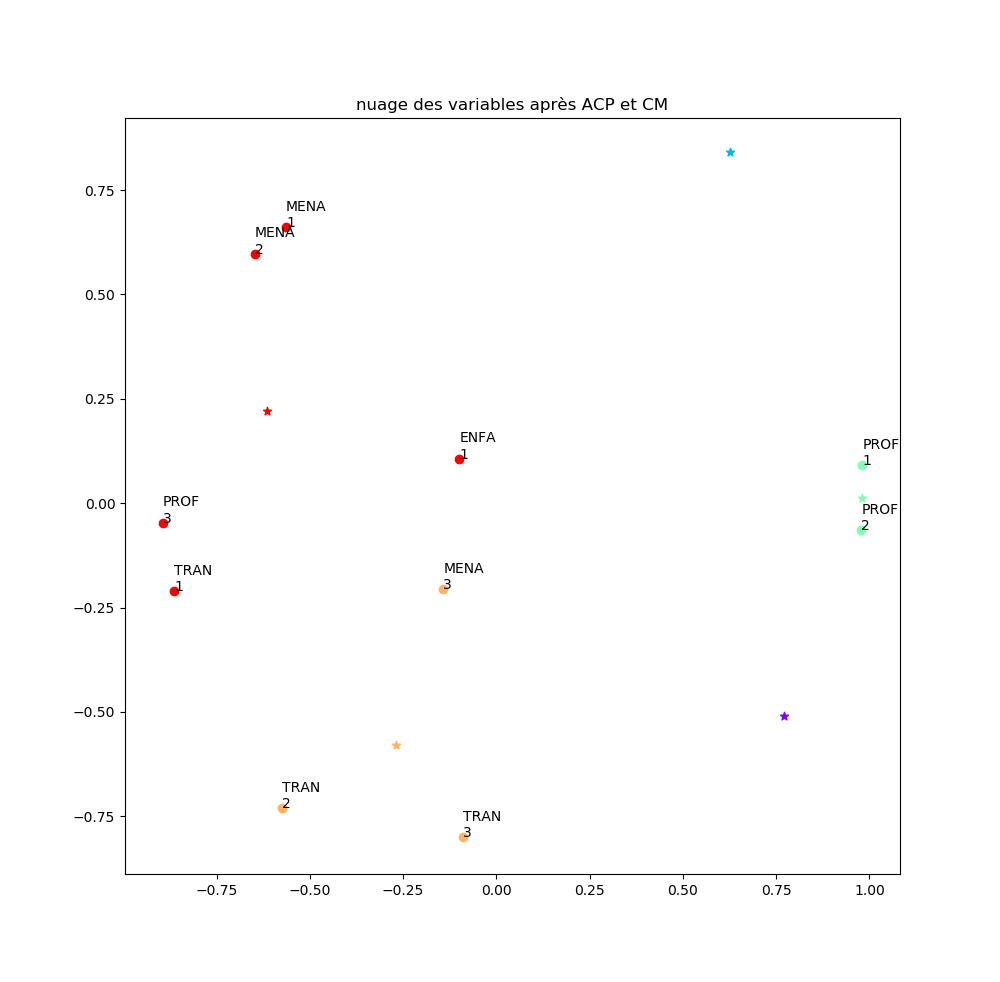 nuage des variables après ACP et CM
0.75
0.50
0.25
0.00
−0.25
−0.50
−0.75
MENA
1
MENA
2
ENFA
1
PROF
1
PROF
2
PROF
3
TRAN
1
MENA
3
TRAN
2
TRAN
3
−0.75
−0.50
−0.25
0.00
0.25
0.50
0.75
1.00